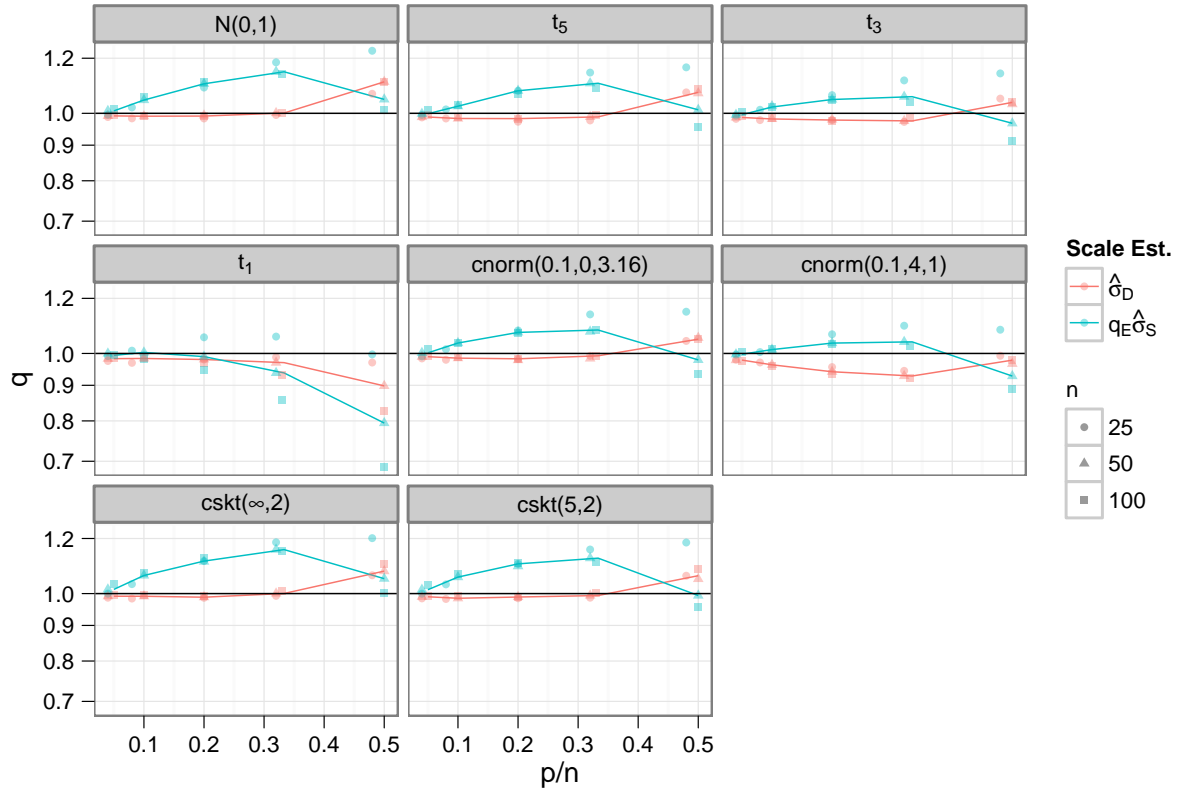 N(0,1) t₅ t₃
1.2
1.0
0.9
0.8
0.7
t₁ cnorm(0.1,0,3.16) cnorm(0.1,4,1)
1.2
1.0
0.9
0.8
0.7
cskt(∞,2) cskt(5,2)
1.2
1.0
0.9
0.8
0.7
0.1 0.2 0.3 0.4 0.5 0.1 0.2 0.3 0.4 0.5
p/n
q
Scale Est.
σ̂_D
q_Eσ̂_S
n
25
50
100